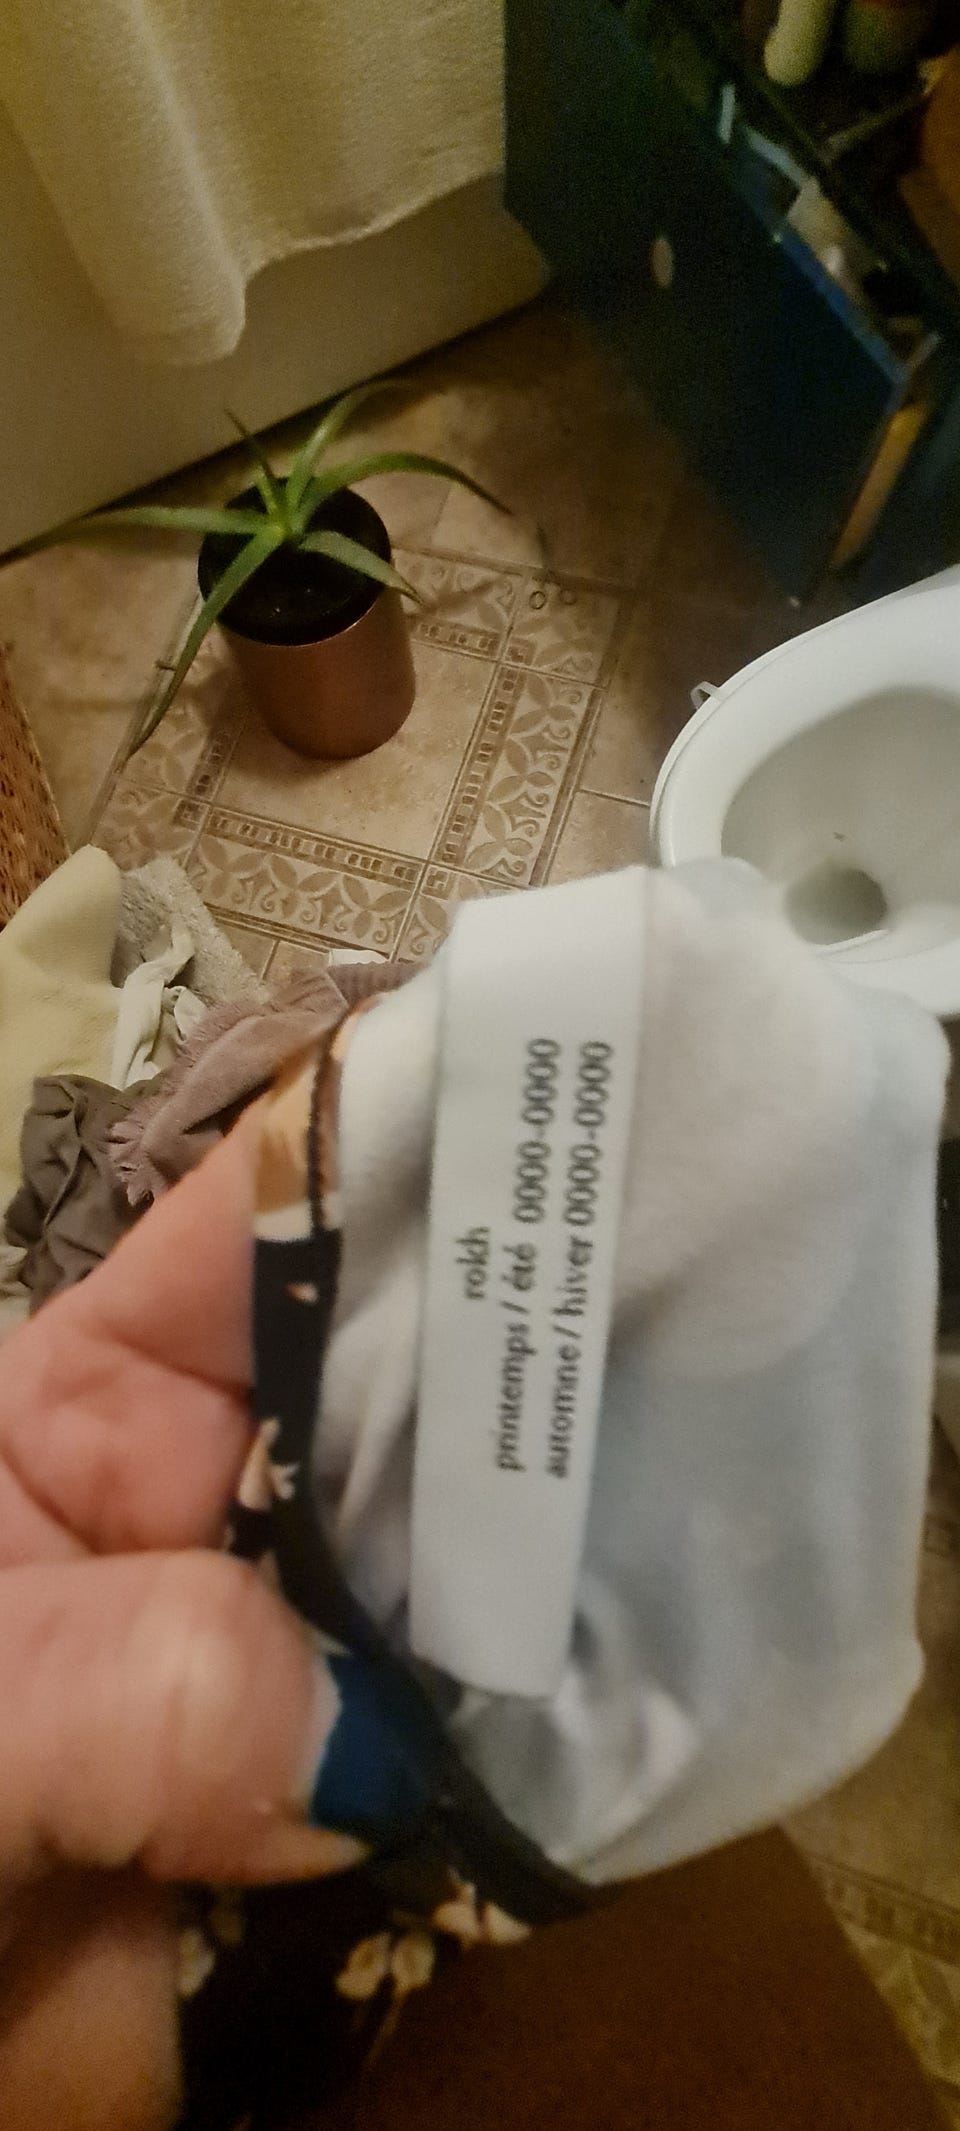 rokh
printemps / été 0000-0000
automne / hiver 0000-0000